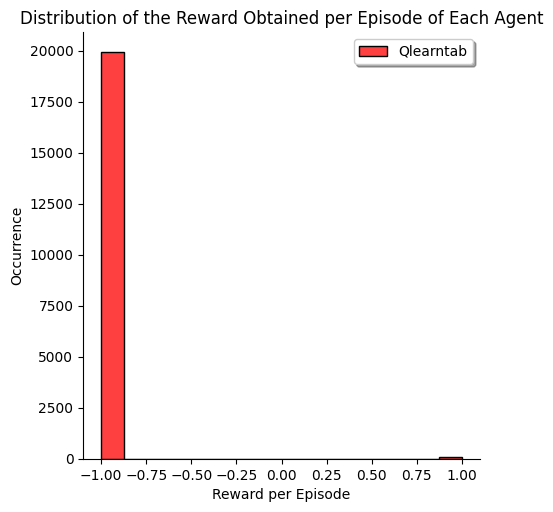 Distribution of the Reward Obtained per Episode of Each Agent
Qlearntab
20000
17500
15000
12500
10000
7500
5000
2500
0
Occurrence
−1.00 −0.75 −0.50 −0.25 0.00 0.25 0.50 0.75 1.00
Reward per Episode